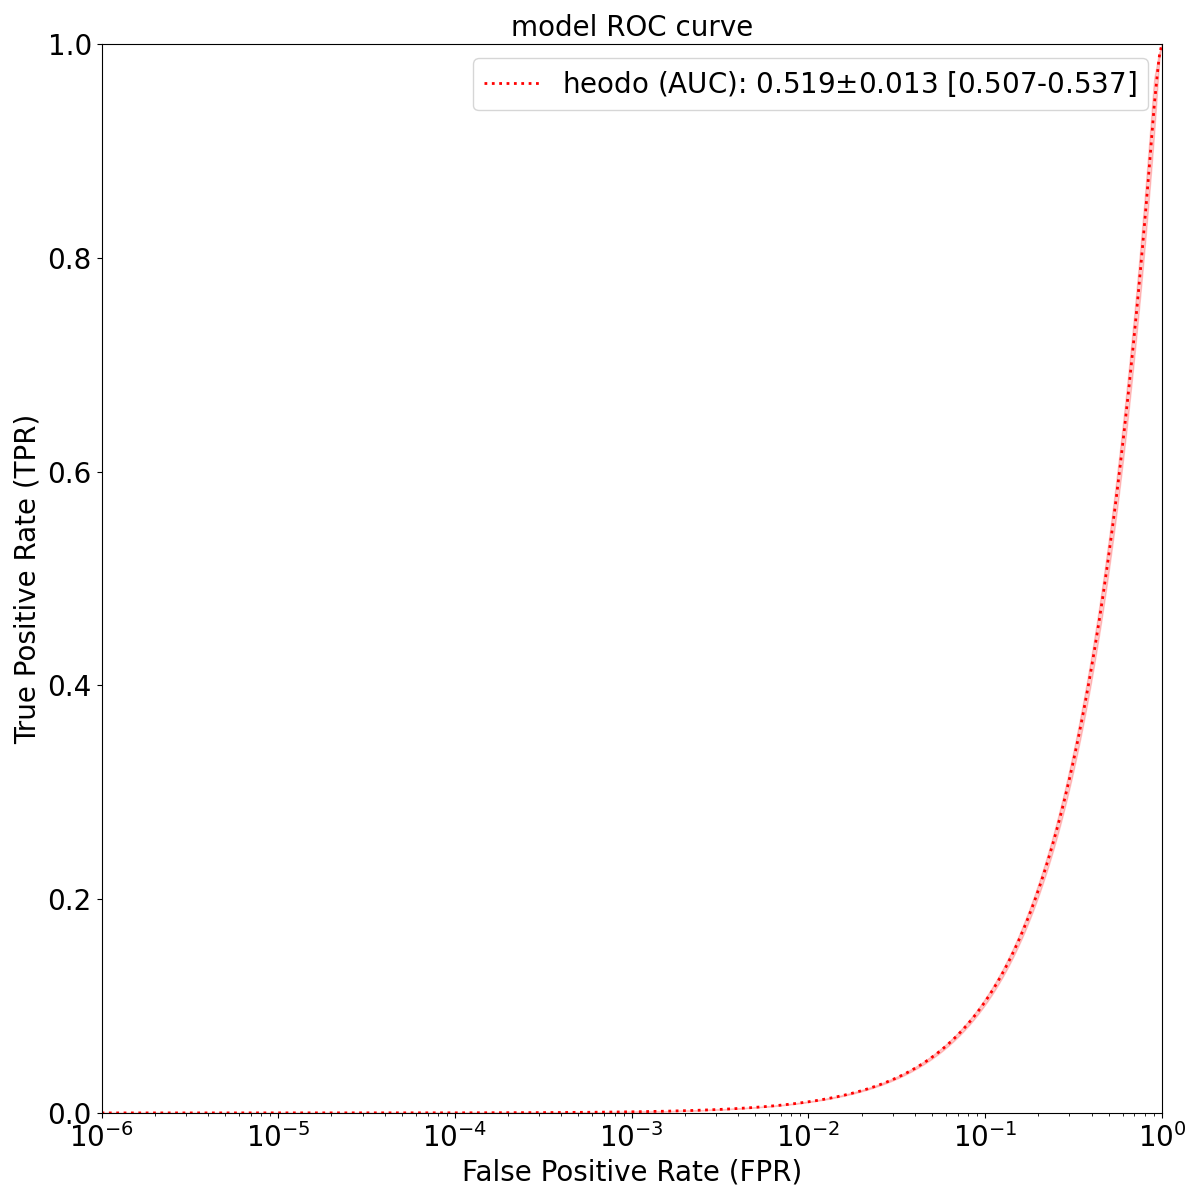 model ROC curve
heodo (AUC): 0.519±0.013 [0.507-0.537]
1.0
0.8
0.6
0.4
0.2
0.0
True Positive Rate (TPR)
10⁻⁶ 10⁻⁵ 10⁻⁴ 10⁻³ 10⁻² 10⁻¹ 10⁰
False Positive Rate (FPR)